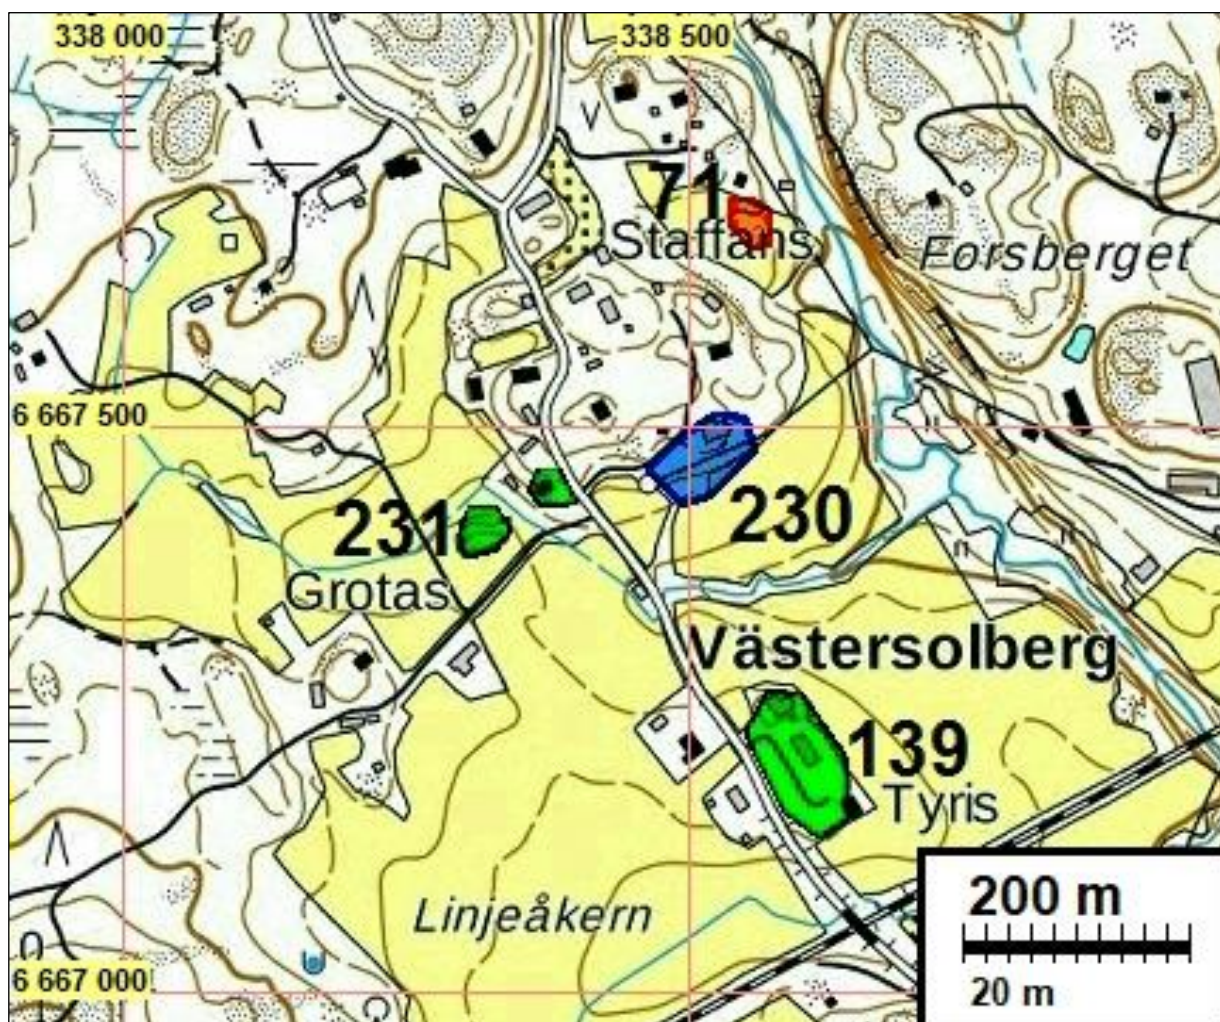 338 000
338 500
71
Staffans
Forsberget
6 667 500
231
230
Grotas
Västersolberg
139
Tyris
Linjeåkern
200 m
20 m
6 667 000